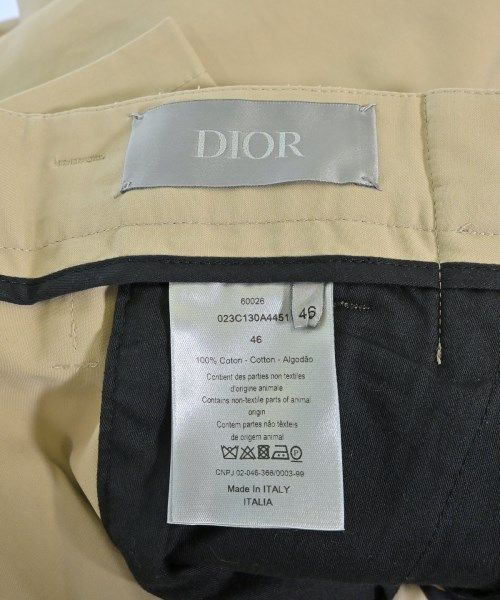 DIOR
60026
023C130A4451
46
46
100% Coton - Cotton - Algodão
Contient des parties non textiles
d'origine animale
Contains non-textile parts of animal
origin
Contem partes não têxteis
de origem animal
CNPJ 02-046-368/0003-99
Made In ITALY
ITALIA